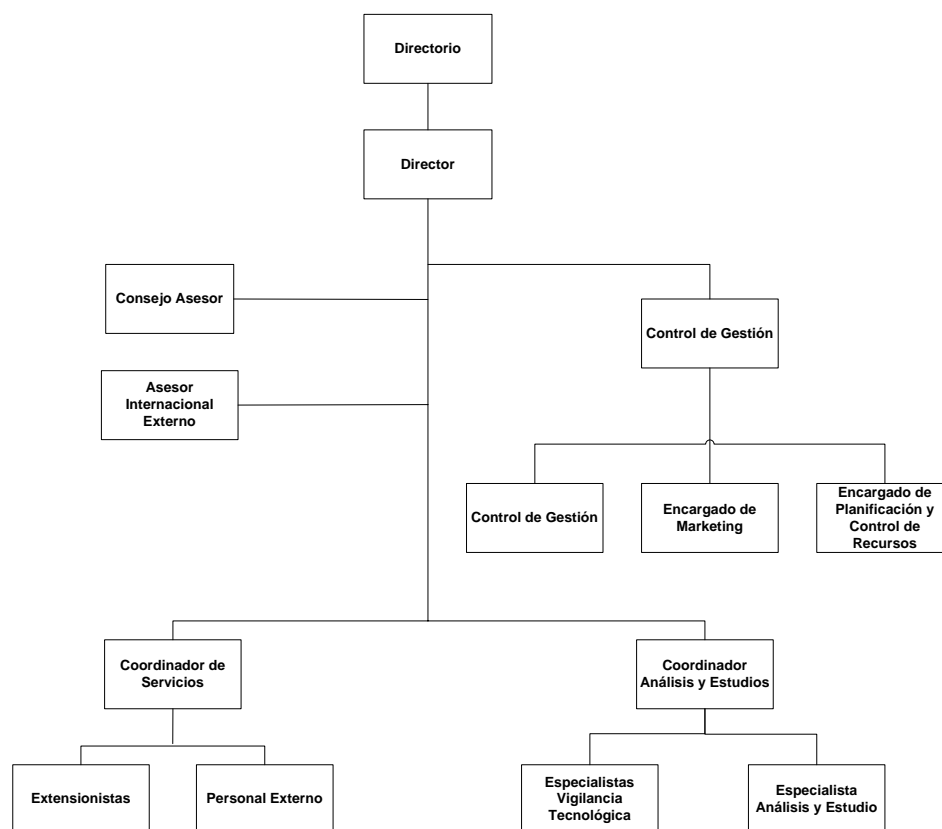 Directorio
Director
Consejo Asesor
Control de Gestión
Asesor
Internacional
Externo
Control de Gestión
Encargado de
Marketing
Encargado de
Planificación y
Control de
Recursos
Coordinador de
Servicios
Coordinador
Análisis y Estudios
Extensionistas
Personal Externo
Especialistas
Vigilancia
Tecnológica
Especialista
Análisis y Estudio